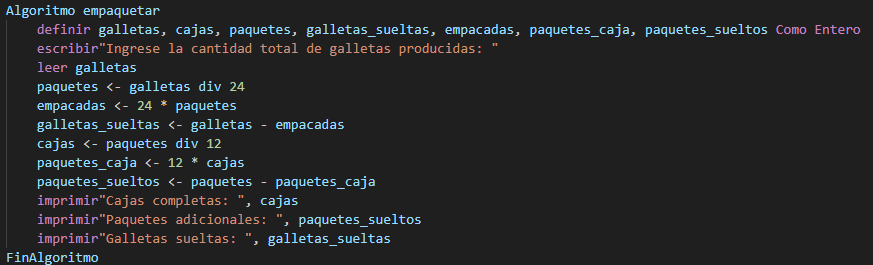 Algoritmo empaquetar
definir galletas, cajas, paquetes, galletas_sueltas, empacadas, paquetes_caja, paquetes_sueltos Como Entero
escribir"Ingrese la cantidad total de galletas producidas: "
leer galletas
paquetes <- galletas div 24
empacadas <- 24 * paquetes
galletas_sueltas <- galletas - empacadas
cajas <- paquetes div 12
paquetes_caja <- 12 * cajas
paquetes_sueltos <- paquetes - paquetes_caja
imprimir"Cajas completas: ", cajas
imprimir"Paquetes adicionales: ", paquetes_sueltos
imprimir"Galletas sueltas: ", galletas_sueltas
FinAlgoritmo